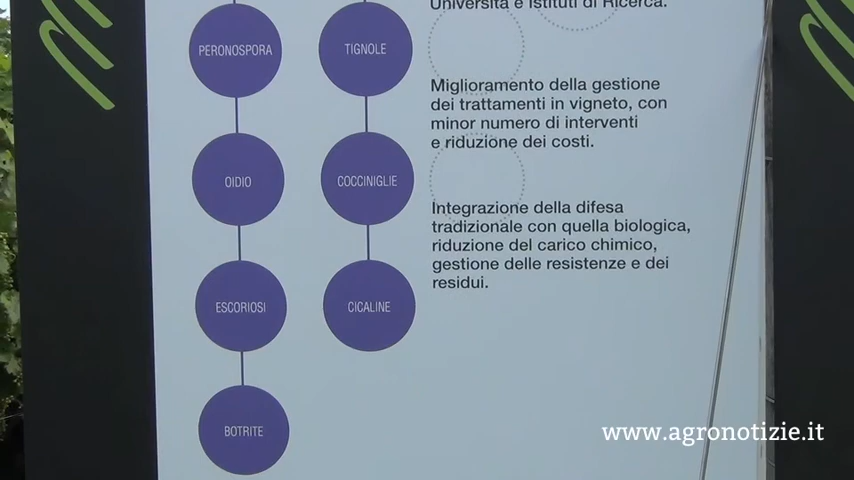 Università e Istituti di Ricerca.
PERONOSPORA
TIGNOLE
Miglioramento della gestione
dei trattamenti in vigneto, con
minor numero di interventi
e riduzione dei costi.
OIDIO
COCCINIGLIE
Integrazione della difesa
tradizionale con quella biologica,
riduzione del carico chimico,
gestione delle resistenze e dei
residui.
ESCORIOSI
CICALINE
BOTRITE
www.agronotizie.it